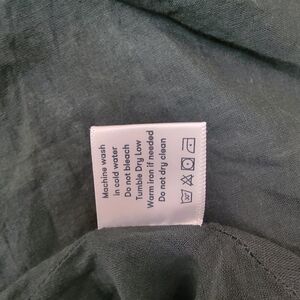 Machine wash
in cold water
Do not bleach
Tumble Dry Low
Warm iron if needed
Do not dry clean
30